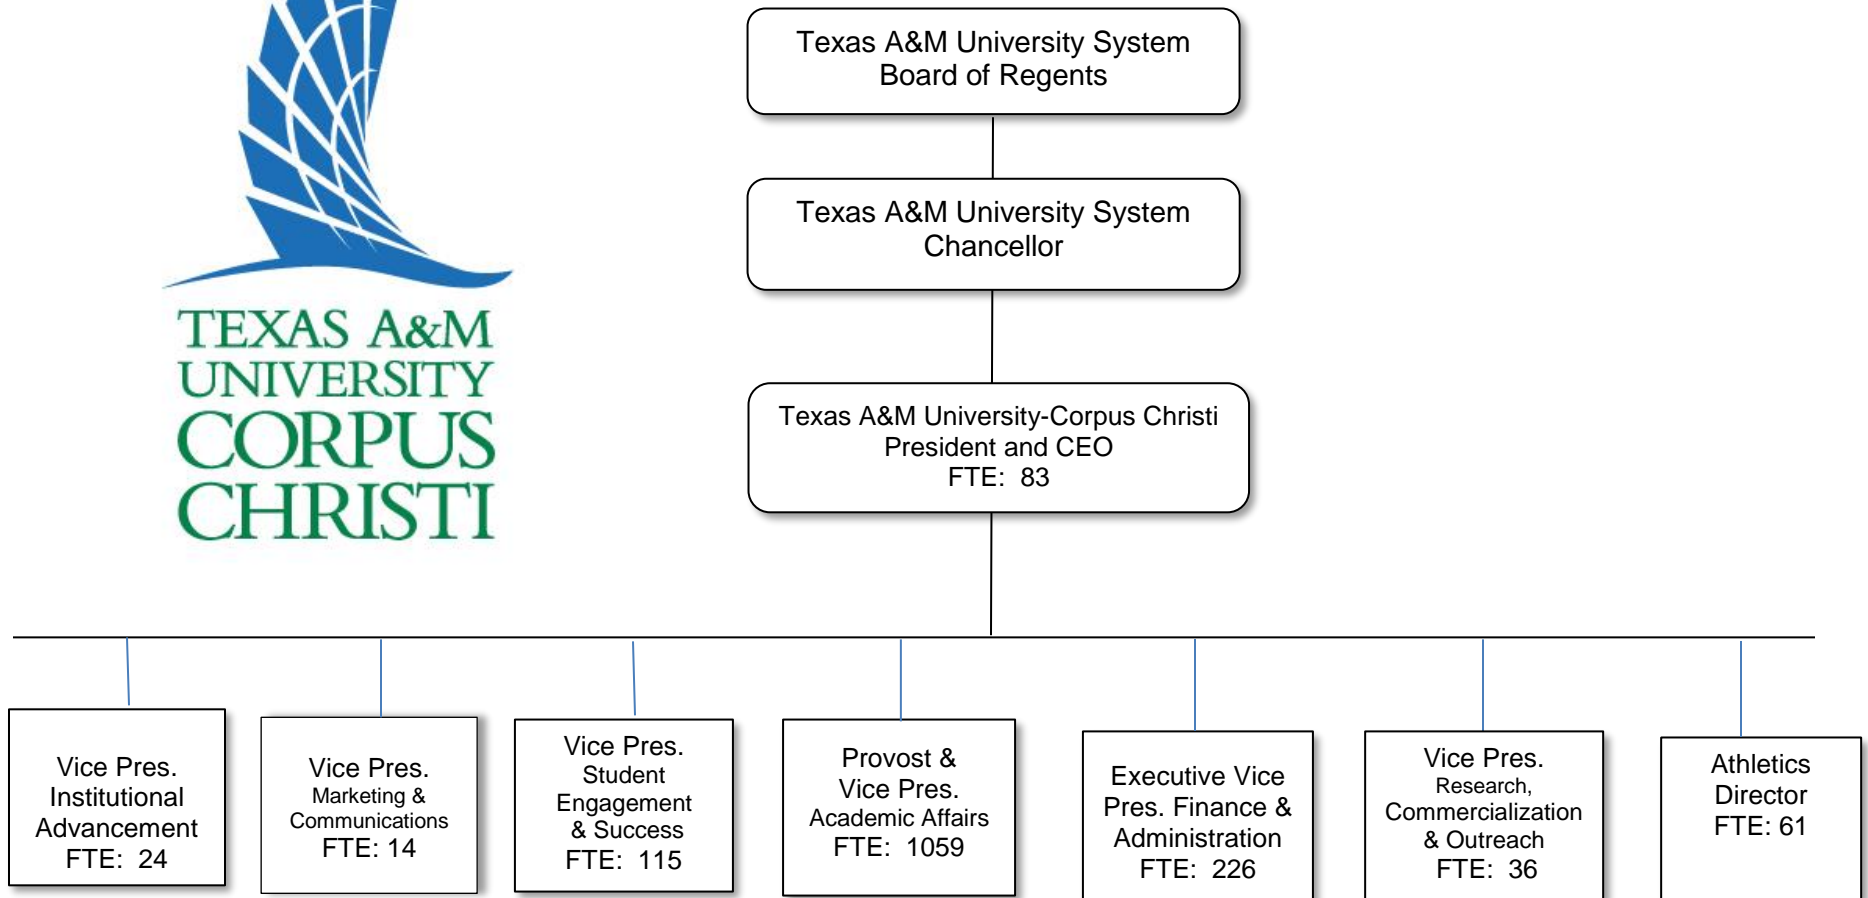 Texas A&M University System
Board of Regents
Texas A&M University System
Chancellor
TEXAS A&M
UNIVERSITY
CORPUS
CHRISTI
Texas A&M University-Corpus Christi
President and CEO
FTE: 83
Vice Pres.
Institutional
Advancement
FTE: 24
Vice Pres.
Marketing &
Communications
FTE: 14
Vice Pres.
Student
Engagement
& Success
FTE: 115
Provost &
Vice Pres.
Academic Affairs
FTE: 1059
Executive Vice
Pres. Finance &
Administration
FTE: 226
Vice Pres.
Research,
Commercialization
& Outreach
FTE: 36
Athletics
Director
FTE: 61